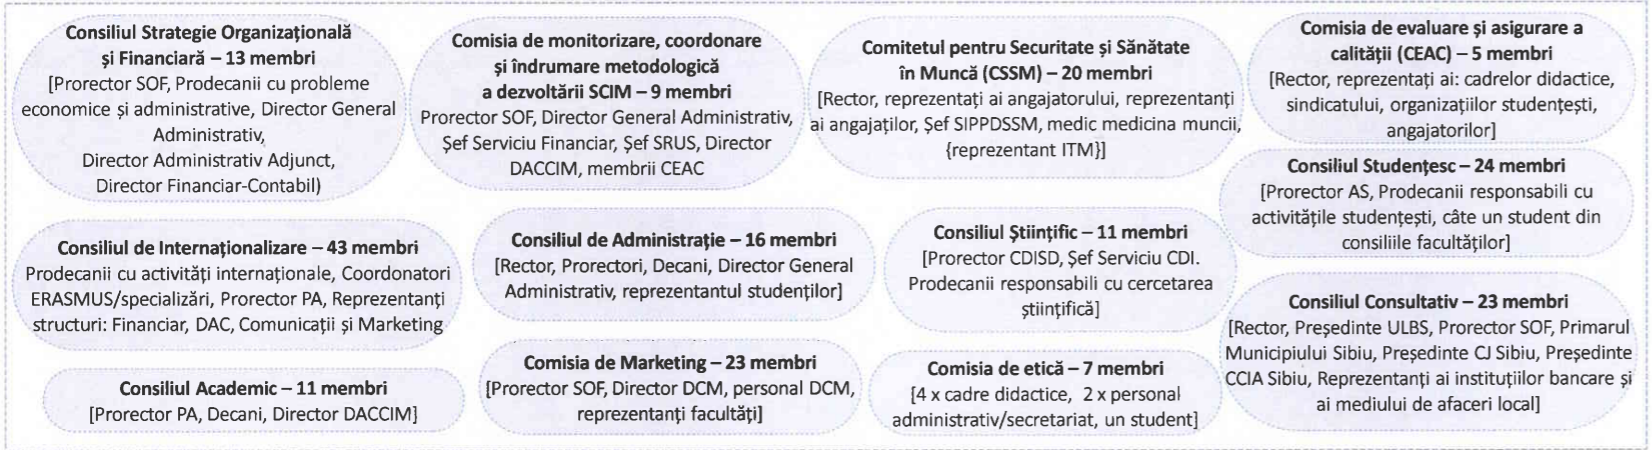 Consiliul Strategie Organizațională
și Financiară – 13 membri
[Prorector SOF, Prodecanii cu probleme
economice și administrative, Director General
Administrativ,
Director Administrativ Adjunct,
Director Financiar-Contabil)
Comisia de monitorizare, coordonare
și îndrumare metodologică
a dezvoltării SCIM – 9 membri
Prorector SOF, Director General Administrativ,
Șef Serviciu Financiar, Șef SRUS, Director
DACCIM, membrii CEAC
Comitetul pentru Securitate și Sănătate
în Muncă (CSSM) – 20 membri
[Rector, reprezentați ai angajatorului, reprezentanți
ai angajaților, Șef SIPPDSSM, medic medicina muncii,
{reprezentant ITM}]
Comisia de evaluare și asigurare a
calității (CEAC) – 5 membri
[Rector, reprezentați ai: cadrelor didactice,
sindicatului, organizațiilor studențești,
angajatorilor]
Consiliul Studențesc – 24 membri
[Prorector AS, Prodecanii responsabili cu
activitățile studențești, câte un student din
consiliile facultăților]
Consiliul de Internaționalizare – 43 membri
Prodecanii cu activități internaționale, Coordonatori
ERASMUS/specializări, Prorector PA, Reprezentanți
structuri: Financiar, DAC, Comunicații și Marketing
Consiliul de Administrație – 16 membri
[Rector, Prorectori, Decani, Director General
Administrativ, reprezentantul studenților]
Consiliul Științific – 11 membri
[Prorector CDISD, Șef Serviciu CDI.
Prodecanii responsabili cu cercetarea
științifică]
Consiliul Consultativ – 23 membri
[Rector, Președinte ULBS, Prorector SOF, Primarul
Municipiului Sibiu, Președinte CJ Sibiu, Președinte
CCIA Sibiu, Reprezentanți ai instituțiilor bancare și
ai mediului de afaceri local]
Consiliul Academic – 11 membri
[Prorector PA, Decani, Director DACCIM]
Comisia de Marketing – 23 membri
[Prorector SOF, Director DCM, personal DCM,
reprezentanți facultăți]
Comisia de etică – 7 membri
[4 x cadre didactice, 2 x personal
administrativ/secretariat, un student]